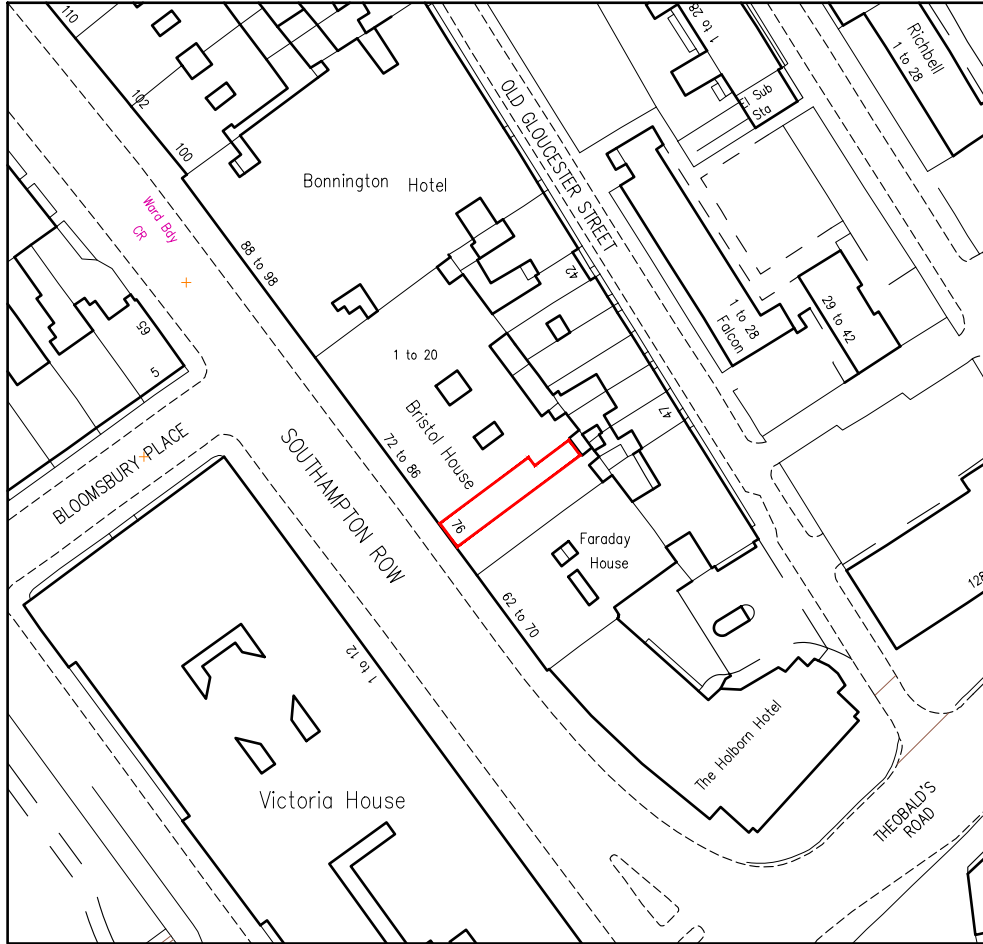 110
102
100
1 to 28
Richbell
1 to 28
El Sub
Sta
OLD GLOUCESTER STREET
Bonnington Hotel
Ward Bdy
CR
88 to 98
42
1 to 28
Falcon
29 to 42
59
5
1 to 20
Bristol House
47
72 to 86
BLOOMSBURY PLACE
SOUTHAMPTON ROW
76
Faraday
House
62 to 70
128
1 to 12
The Holborn Hotel
Victoria House
THEOBALD'S
ROAD